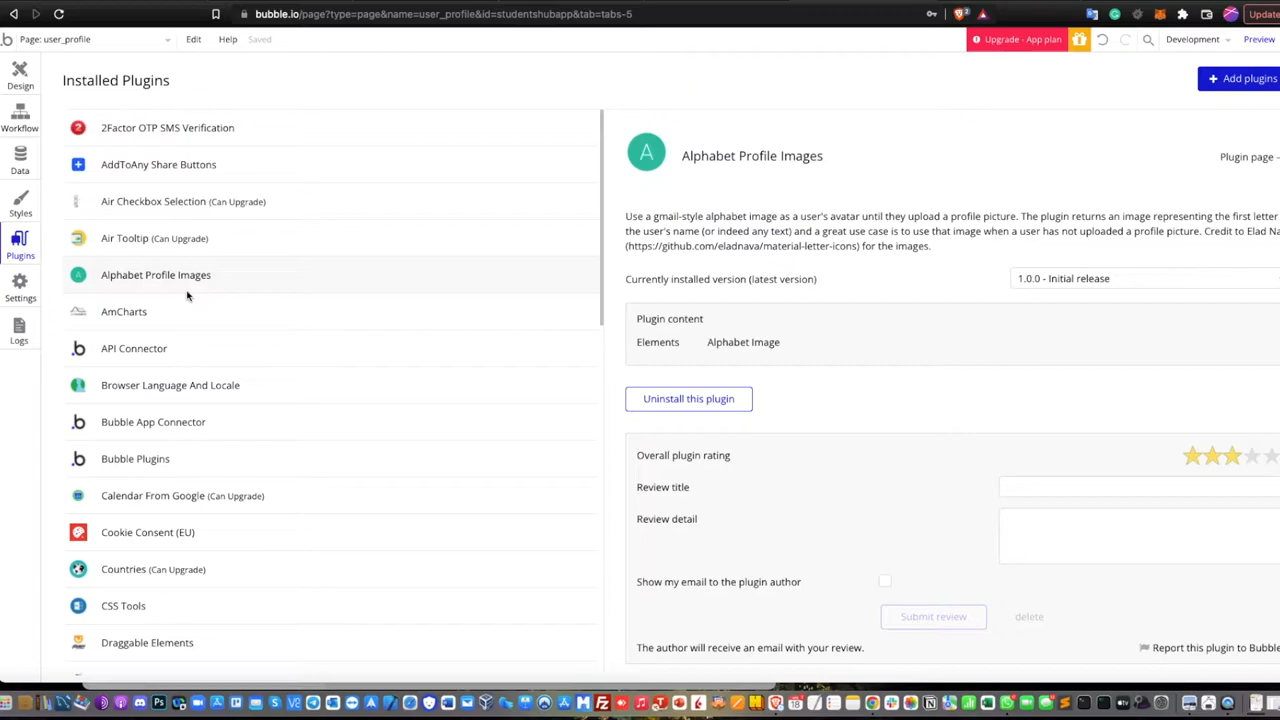 bubble.io/page?type=page&name=user_profile&id=studentshubapp&tab=tabs-5
Update
Page: user_profile
Edit
Help
Saved
Upgrade - App plan
Development
Preview
Design
Workflow
Data
Styles
Plugins
Settings
Logs
Installed Plugins
Add plugins
2Factor OTP SMS Verification
AddToAny Share Buttons
Air Checkbox Selection (Can Upgrade)
Air Tooltip (Can Upgrade)
Alphabet Profile Images
AmCharts
API Connector
Browser Language And Locale
Bubble App Connector
Bubble Plugins
Calendar From Google (Can Upgrade)
Cookie Consent (EU)
Countries (Can Upgrade)
CSS Tools
Draggable Elements
A
Alphabet Profile Images
Plugin page
Use a gmail-style alphabet image as a user's avatar until they upload a profile picture. The plugin returns an image representing the first letter
the user's name (or indeed any text) and a great use case is to use that image when a user has not uploaded a profile picture. Credit to Elad Na
(https://github.com/eladnava/material-letter-icons) for the images.
Currently installed version (latest version)
1.0.0 - Initial release
Plugin content
Elements Alphabet Image
Uninstall this plugin
Overall plugin rating
Review title
Review detail
Show my email to the plugin author
Submit review
delete
The author will receive an email with your review.
Report this plugin to Bubble